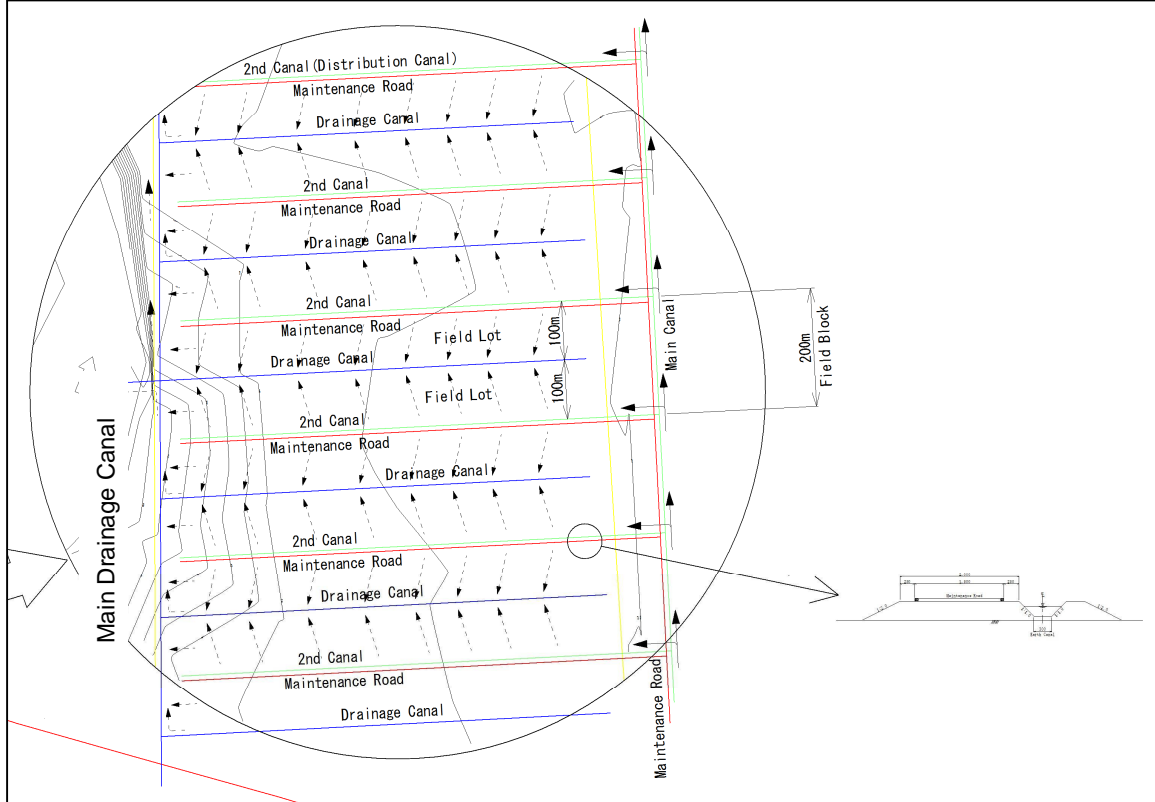 2nd Canal(Distribution Canal)
Maintenance Road
Drainage Canal
2nd Canal
Maintenance Road
Drainage Canal
2nd Canal
Maintenance Road
Field Lot
100m
Drainage Canal
100m
Field Lot
Main Canal
200m
Field Block
2nd Canal
Maintenance Road
Drainage Canal
2nd Canal
Maintenance Road
Drainage Canal
2nd Canal
Maintenance Road
Drainage Canal
Main Drainage Canal
Maintenance Road
Maintenance Road
Earth Canal